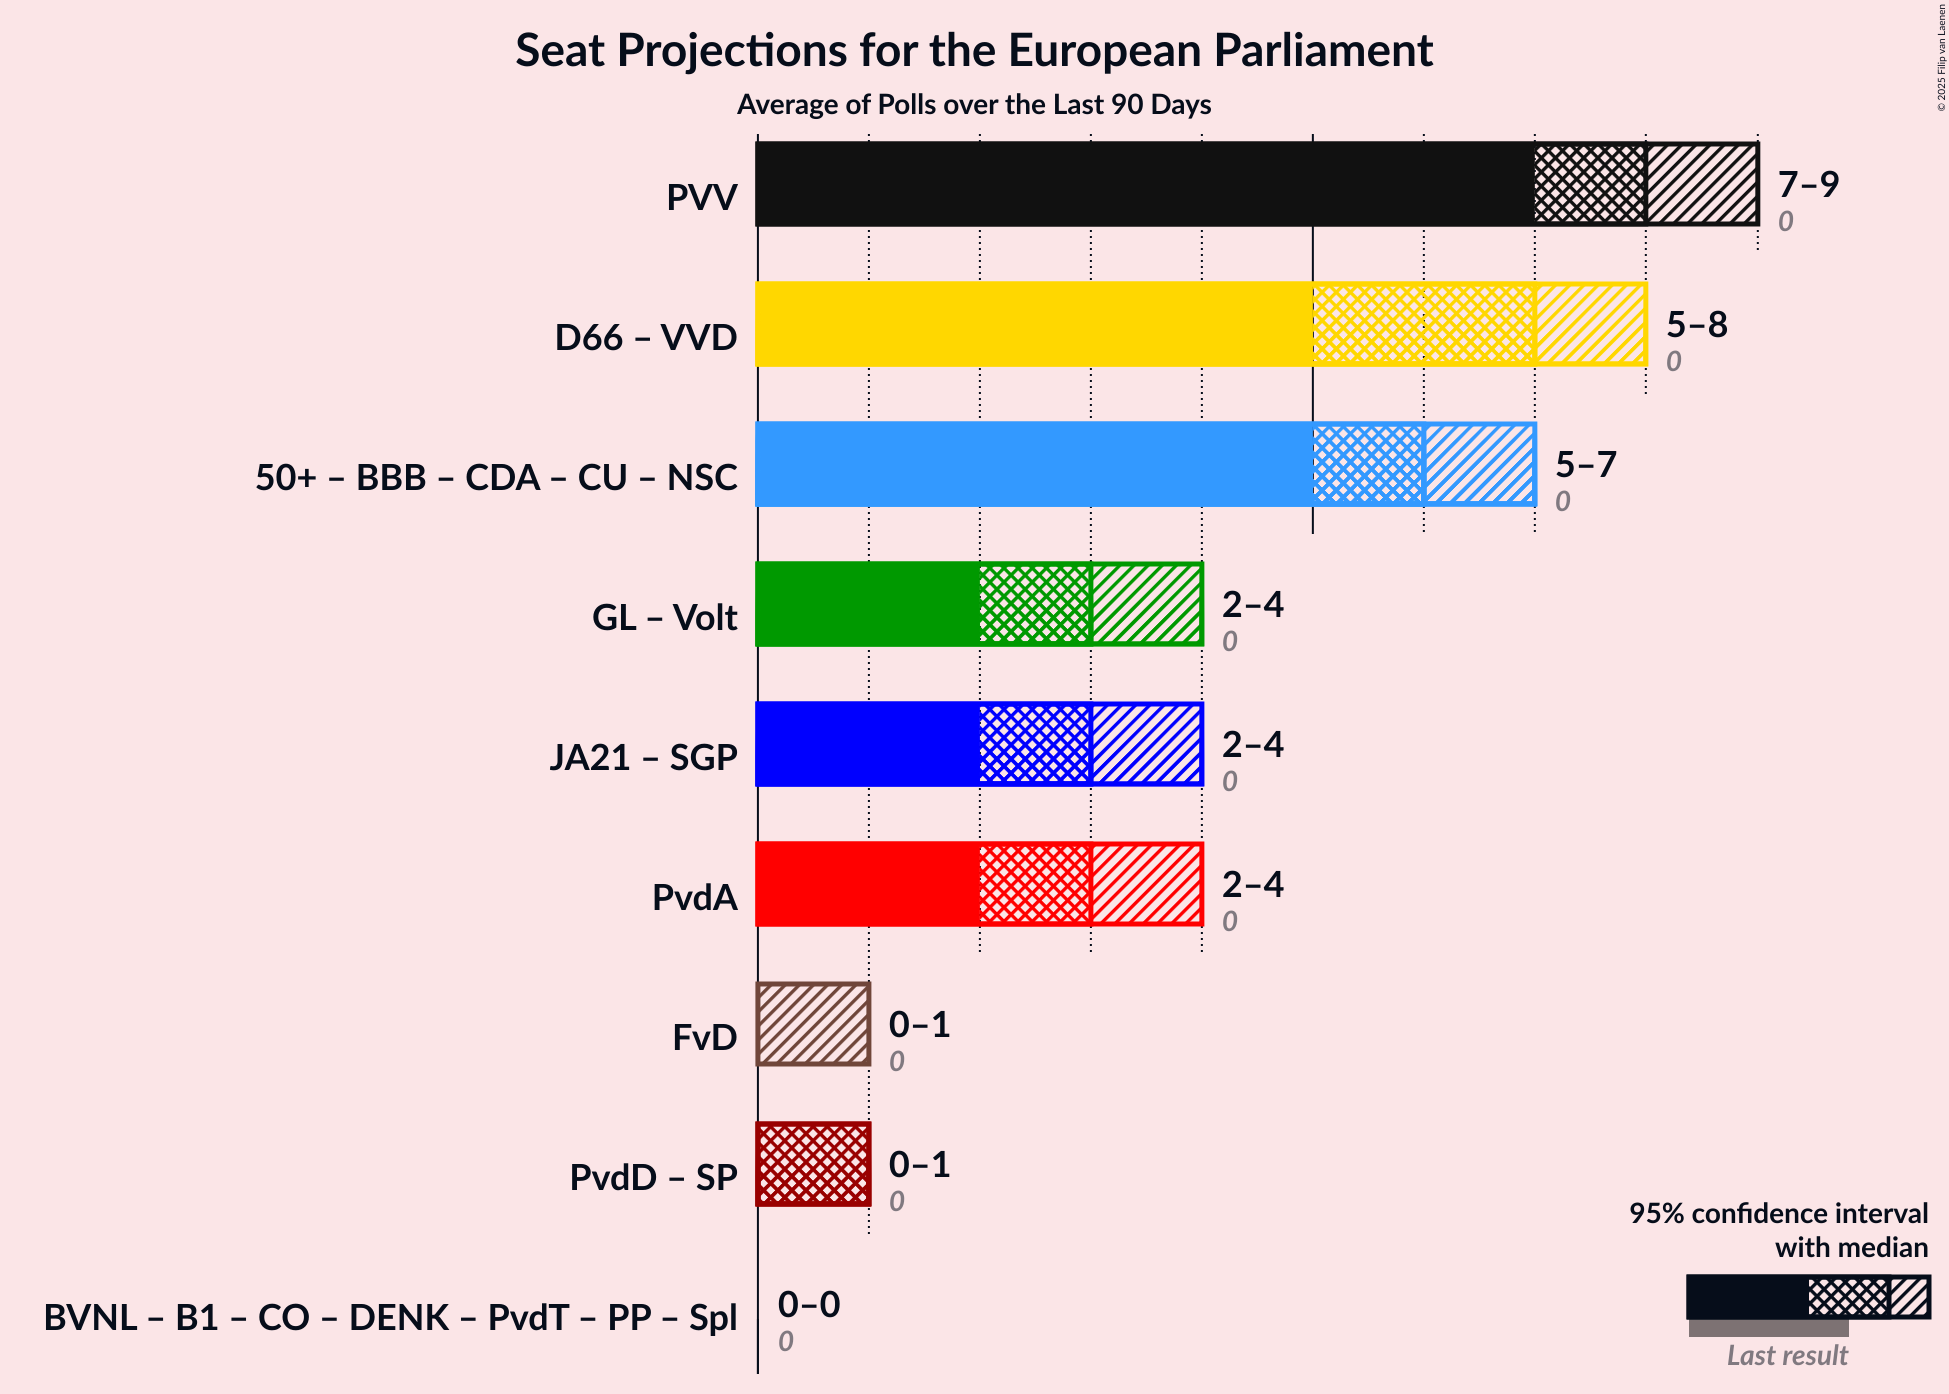 Seat Projections for the European Parliament
Average of Polls over the Last 90 Days
© 2025 Filip van Laenen
PVV
7–9
0
D66 – VVD
5–8
0
50+ – BBB – CDA – CU – NSC
5–7
0
GL – Volt
2–4
0
JA21 – SGP
2–4
0
PvdA
2–4
0
FvD
0–1
0
PvdD – SP
0–1
0
BVNL – B1 – CO – DENK – PvdT – PP – Spl
0–0
0
95% confidence interval
with median
Last result